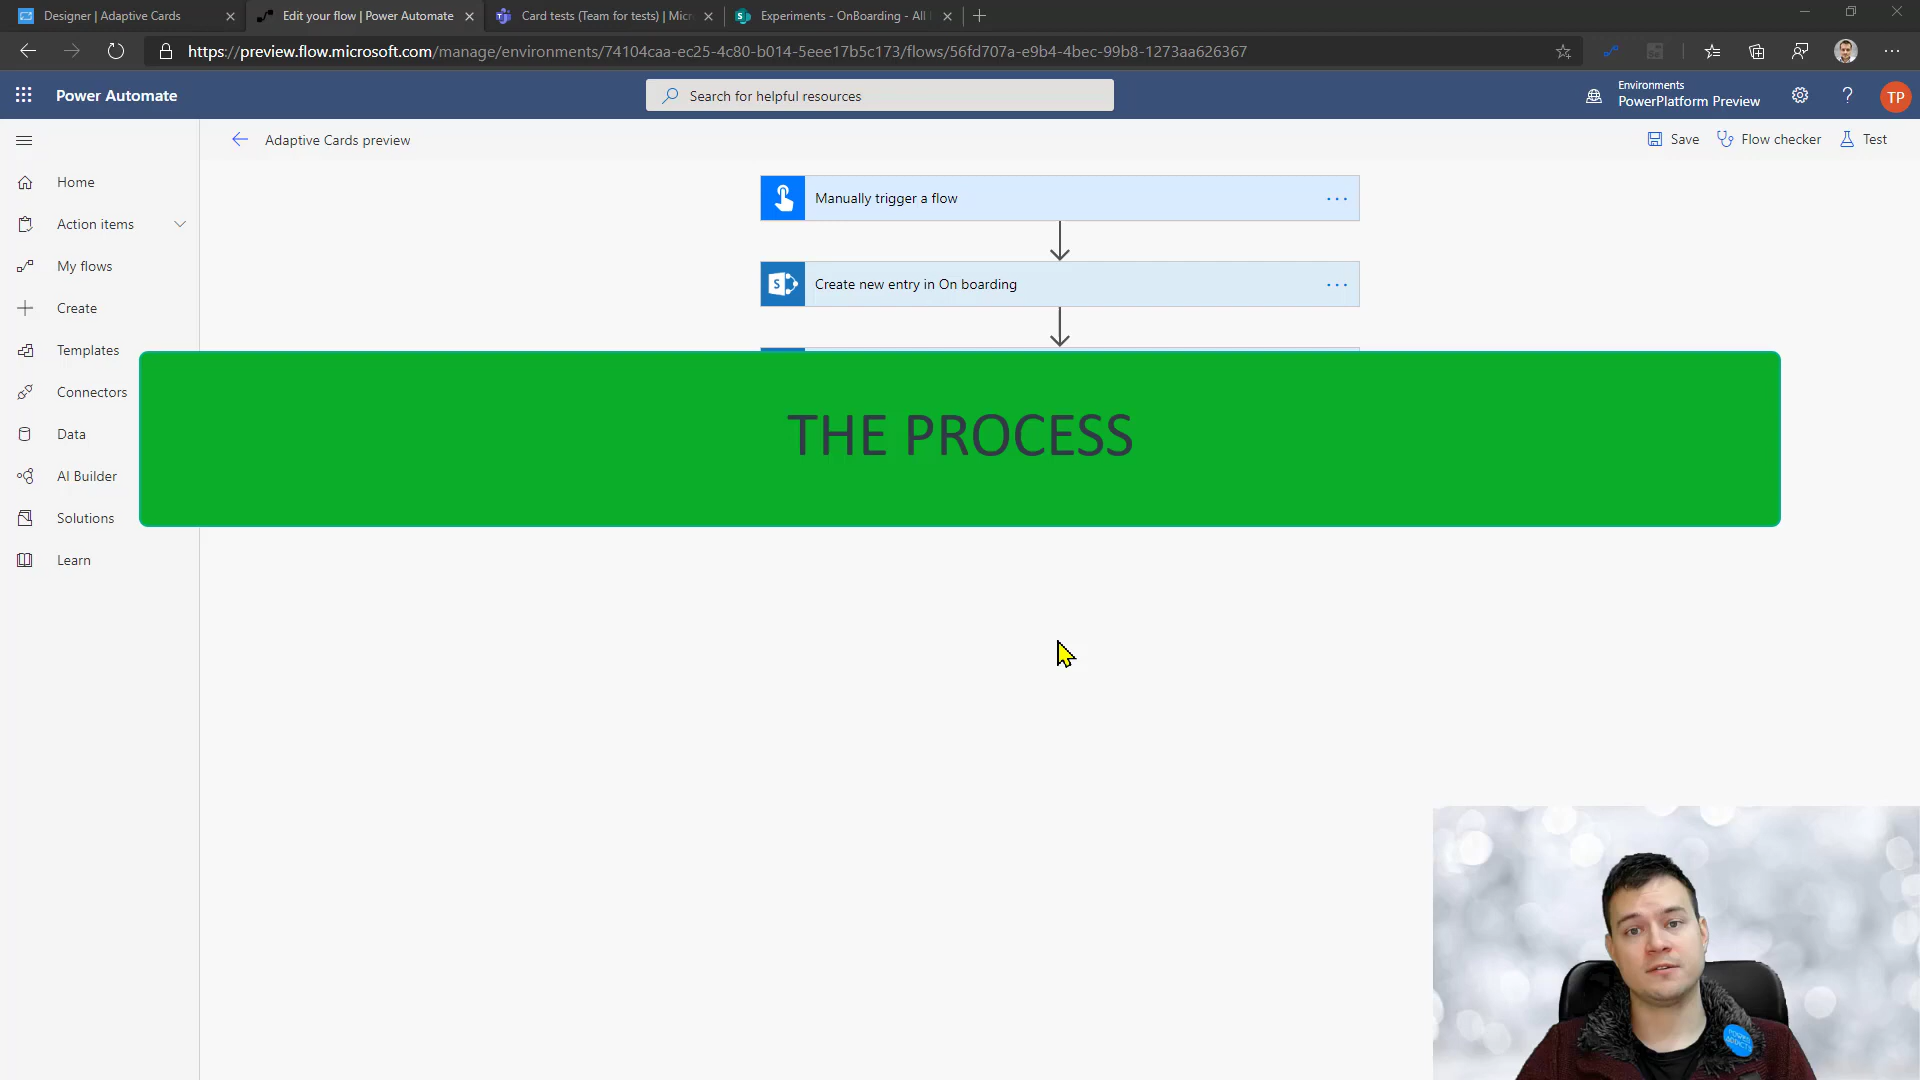 Designer | Adaptive Cards
Edit your flow | Power Automate
Card tests (Team for tests) | Micr
Experiments - OnBoarding - All
https://preview.flow.microsoft.com/manage/environments/74104caa-ec25-4c80-b014-5eee17b5c173/flows/56fd707a-e9b4-4bec-99b8-1273aa626367
Power Automate
Search for helpful resources
Environments
PowerPlatform Preview
?
TP
Adaptive Cards preview
Save
Flow checker
Test
Home
Action items
My flows
Create
Templates
Connectors
Data
AI Builder
Solutions
Learn
Manually trigger a flow
Create new entry in On boarding
THE PROCESS